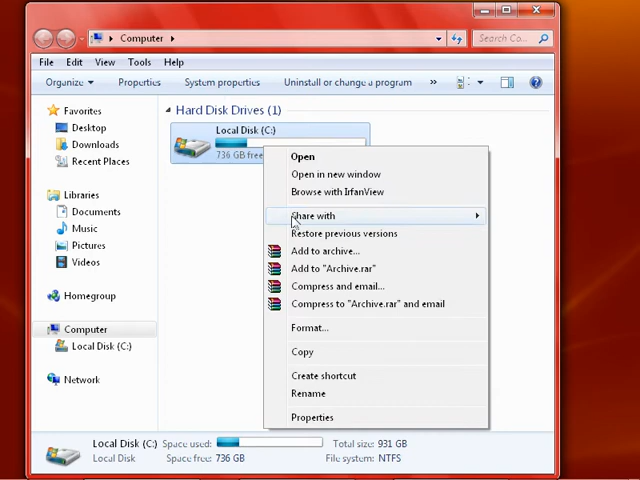 Computer
Search Co...
File Edit View Tools Help
Organize Properties System properties Uninstall or change a program »
Favorites
Desktop
Downloads
Recent Places
Libraries
Documents
Music
Pictures
Videos
Homegroup
Computer
Local Disk (C:)
Network
Hard Disk Drives (1)
Local Disk (C:)
736 GB free
Open
Open in new window
Browse with IrfanView
Share with
Restore previous versions
Add to archive...
Add to "Archive.rar"
Compress and email...
Compress to "Archive.rar" and email
Format...
Copy
Create shortcut
Rename
Properties
Local Disk (C:) Space used: Total size: 931 GB
Local Disk Space free: 736 GB File system: NTFS